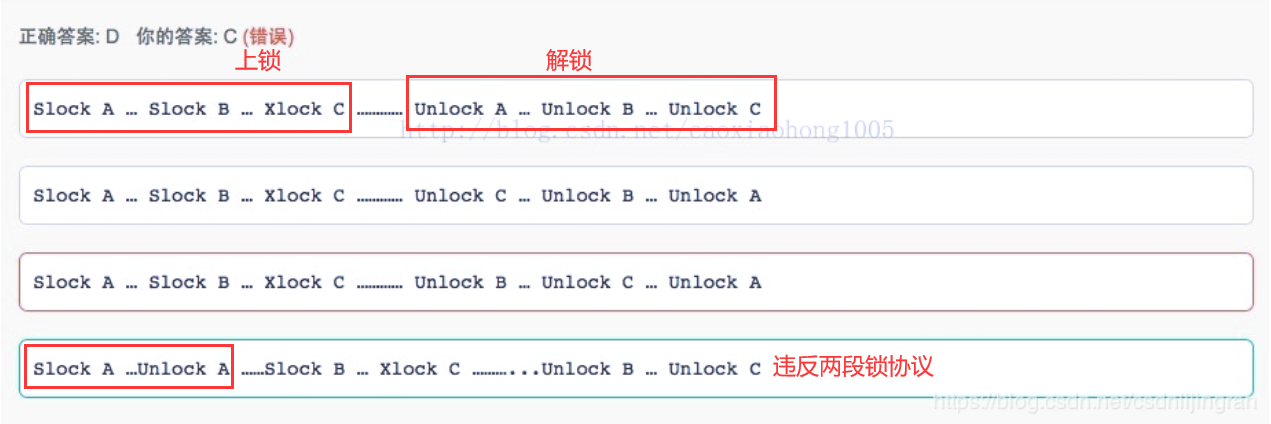 正确答案: D 你的答案: C (错误)
上锁 解锁
Slock A … Slock B … Xlock C ………… Unlock A … Unlock B … Unlock C
http://blog.csdn.net/caoxiaohong1005
Slock A … Slock B … Xlock C ………… Unlock C … Unlock B … Unlock A
Slock A … Slock B … Xlock C ………… Unlock B … Unlock C … Unlock A
Slock A …Unlock A ……Slock B … Xlock C ………...Unlock B … Unlock C 违反两段锁协议
https://blog.csdn.net/csdnlijingran